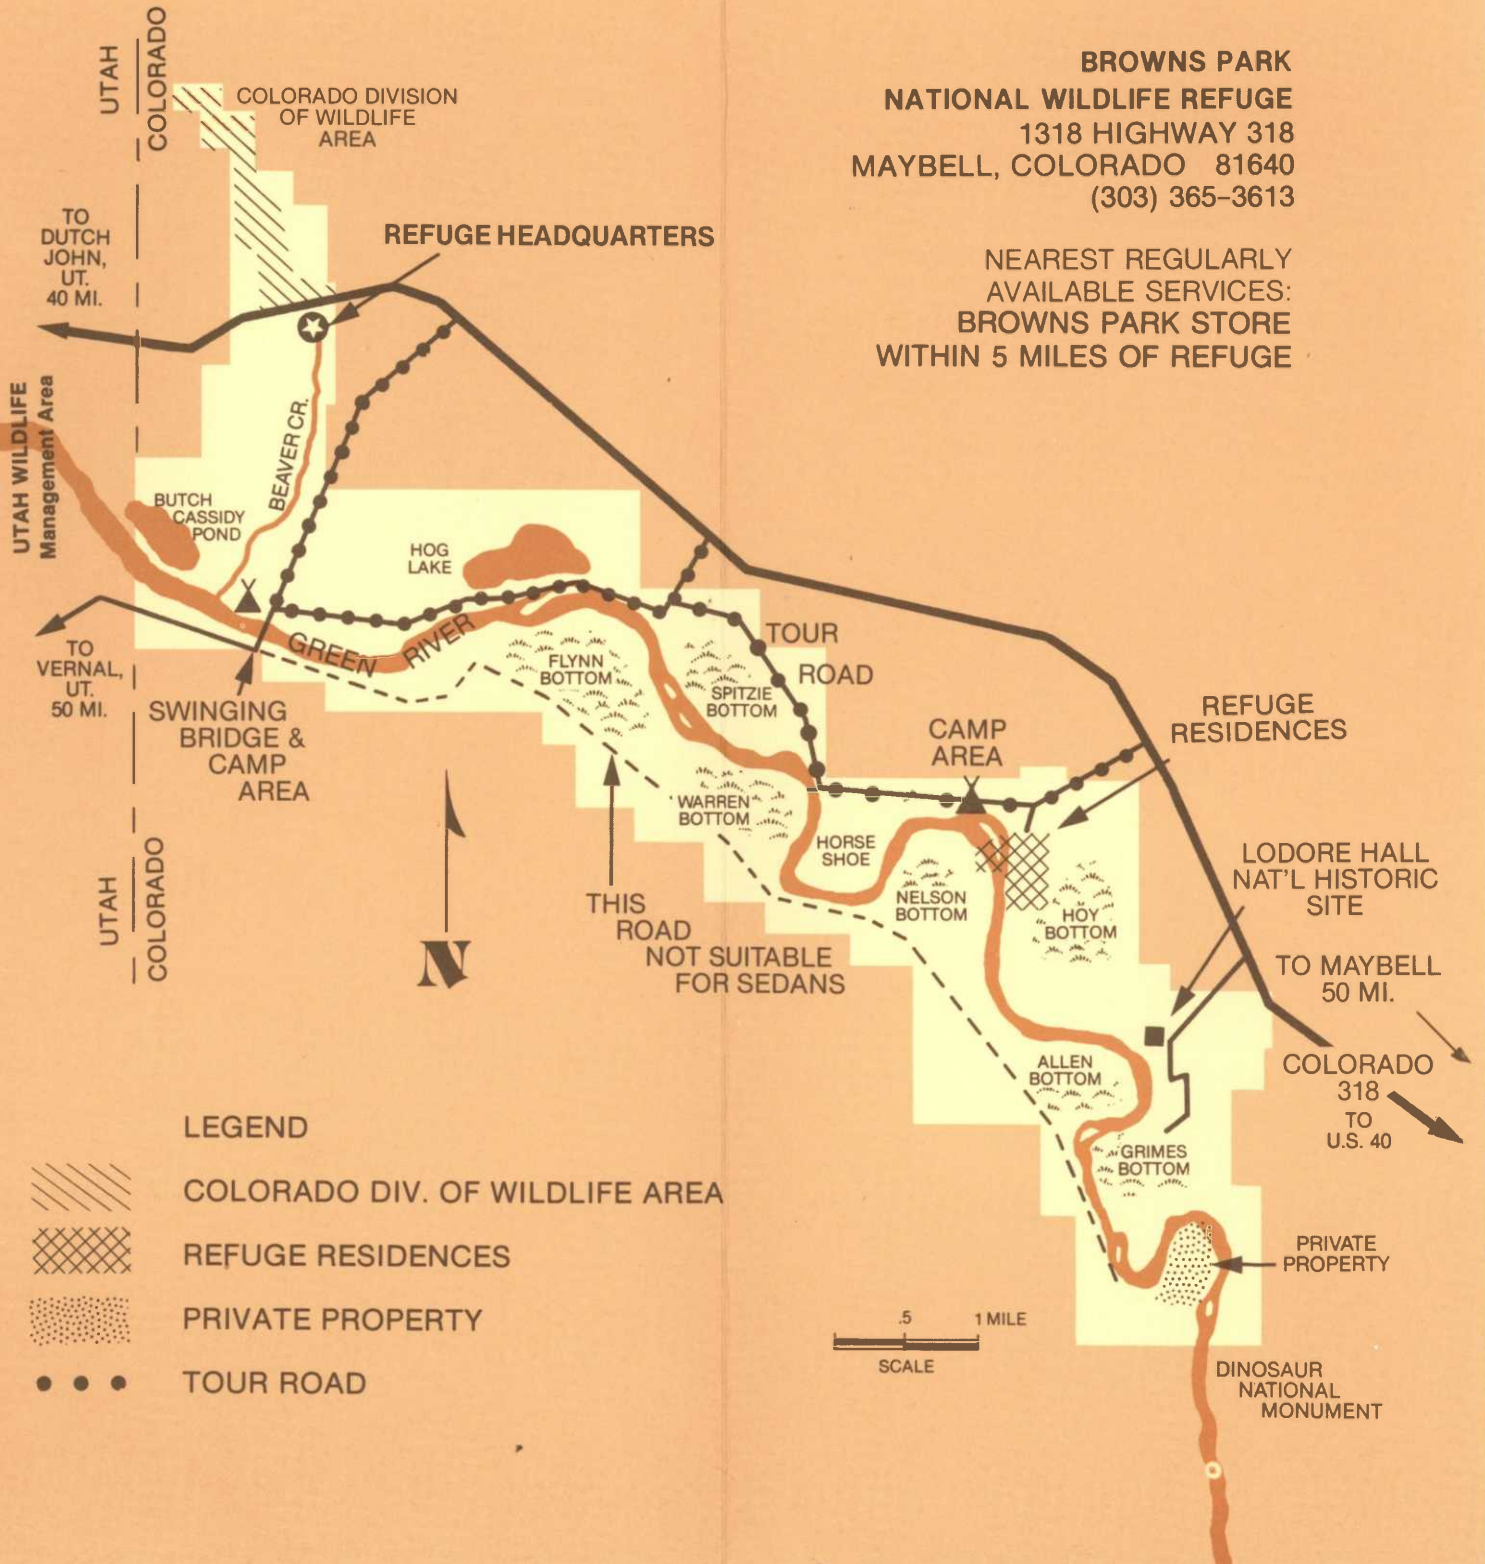 BROWNS PARK
NATIONAL WILDLIFE REFUGE
1318 HIGHWAY 318
MAYBELL, COLORADO 81640
(303) 365-3613
NEAREST REGULARLY
AVAILABLE SERVICES:
BROWNS PARK STORE
WITHIN 5 MILES OF REFUGE
UTAH
COLORADO
COLORADO DIVISION
OF WILDLIFE
AREA
TO
DUTCH
JOHN,
UT.
40 MI.
REFUGE HEADQUARTERS
UTAH WILDLIFE
Management Area
BEAVER CR.
BUTCH
CASSIDY
POND
HOG
LAKE
GREEN RIVER
TO
VERNAL,
UT.
50 MI.
SWINGING
BRIDGE &
CAMP
AREA
FLYNN
BOTTOM
SPITZIE
BOTTOM
TOUR
ROAD
CAMP
AREA
REFUGE
RESIDENCES
WARREN
BOTTOM
HORSE
SHOE
NELSON
BOTTOM
HOY
BOTTOM
LODORE HALL
NAT'L HISTORIC
SITE
UTAH
COLORADO
N
THIS
ROAD
NOT SUITABLE
FOR SEDANS
TO MAYBELL
50 MI.
COLORADO
318
TO
U.S. 40
ALLEN
BOTTOM
GRIMES
BOTTOM
PRIVATE
PROPERTY
LEGEND
COLORADO DIV. OF WILDLIFE AREA
REFUGE RESIDENCES
PRIVATE PROPERTY
TOUR ROAD
.5 1 MILE
SCALE
DINOSAUR
NATIONAL
MONUMENT